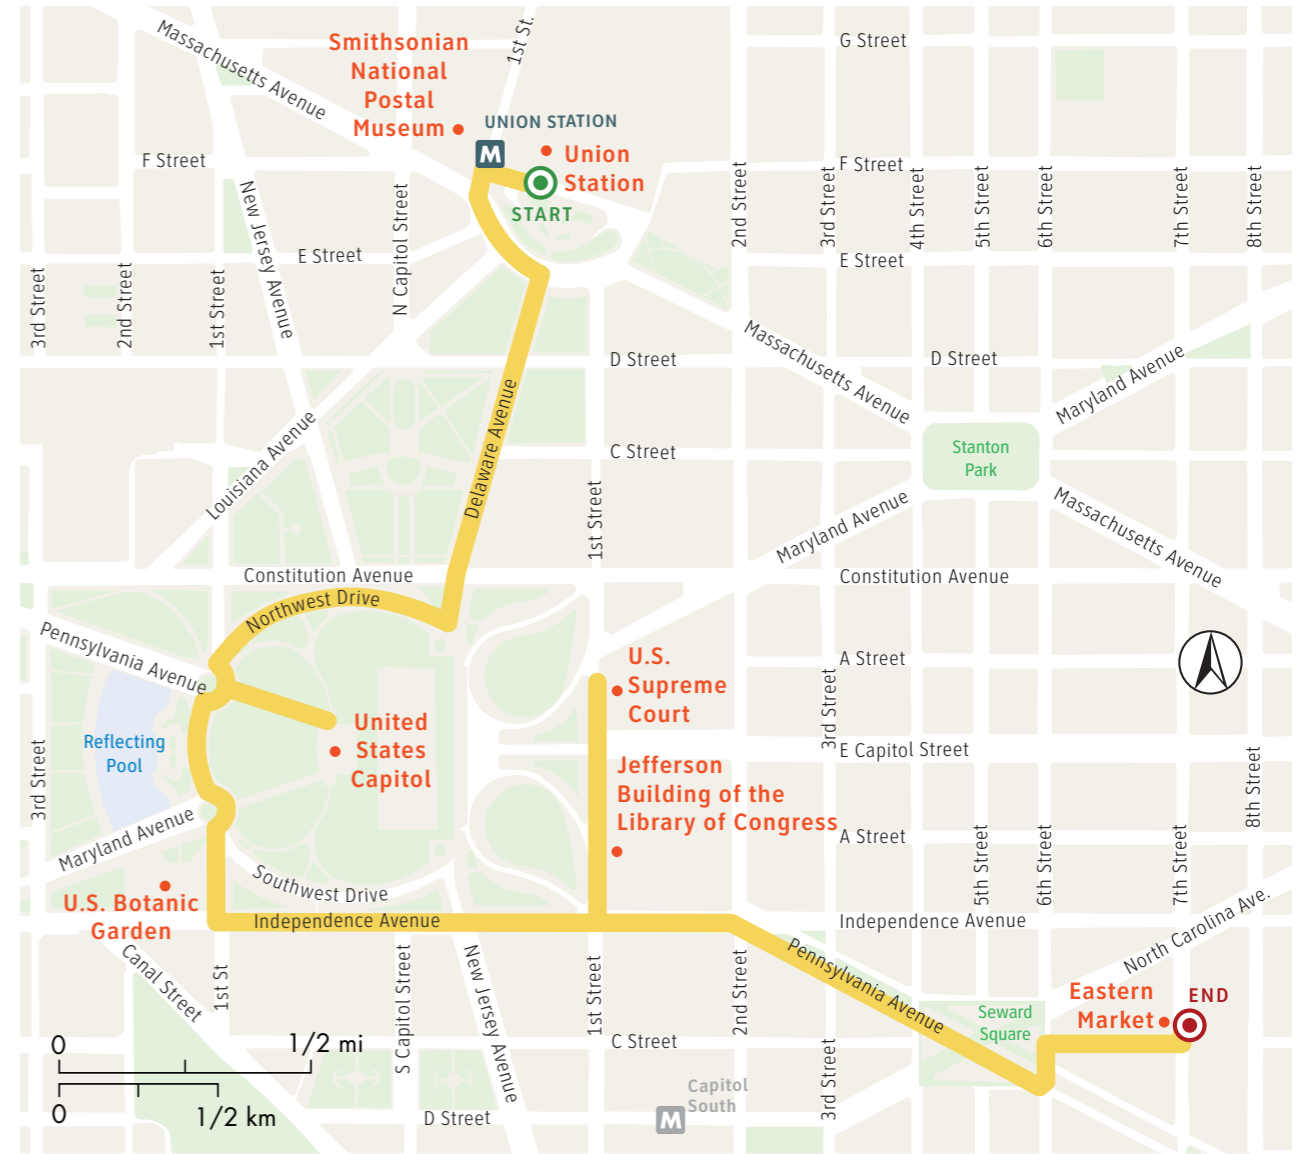 Massachusetts Avenue
Smithsonian
National
Postal
Museum
1st St.
G Street
UNION STATION
M
Union
Station
START
F Street
F Street
New Jersey Avenue
N Capitol Street
E Street
E Street
3rd Street
2nd Street
1st Street
2nd Street
3rd Street
4th Street
5th Street
6th Street
7th Street
8th Street
D Street
Massachusetts Avenue
D Street
Maryland Avenue
Louisiana Avenue
Delaware Avenue
C Street
Stanton
Park
1st Street
Maryland Avenue
Massachusetts Avenue
Constitution Avenue
Constitution Avenue
Northwest Drive
Pennsylvania Avenue
U.S.
Supreme
Court
A Street
3rd Street
United
States
Capitol
Reflecting
Pool
3rd Street
E Capitol Street
Jefferson
Building of the
Library of Congress
8th Street
Maryland Avenue
A Street
5th Street
6th Street
7th Street
Southwest Drive
U.S. Botanic
Garden
Independence Avenue
Independence Avenue
North Carolina Ave.
Canal Street
1st St
S Capitol Street
New Jersey Avenue
1st Street
2nd Street
Pennsylvania Avenue
Seward
Square
Eastern
Market
END
C Street
3rd Street
0
1/2 mi
0
1/2 km
Capitol
South
M
D Street